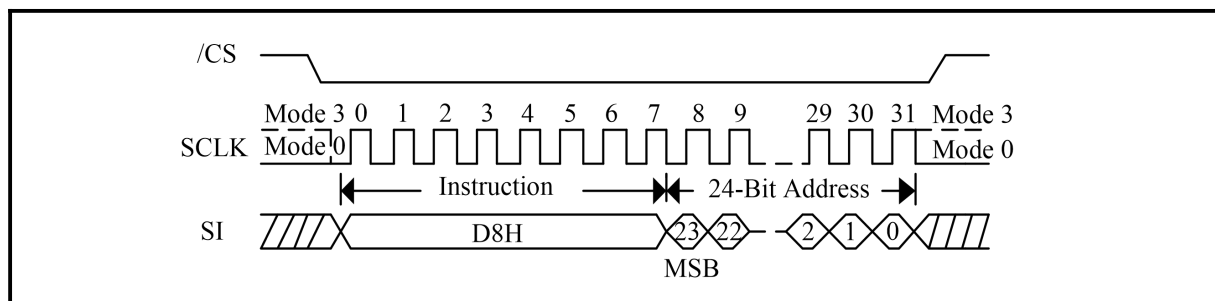 /CS
Mode 3 0 1 2 3 4 5 6 7 8 9 29 30 31 Mode 3
SCLK Mode 0 Mode 0
Instruction 24-Bit Address
SI D8H 23 22 2 1 0
MSB